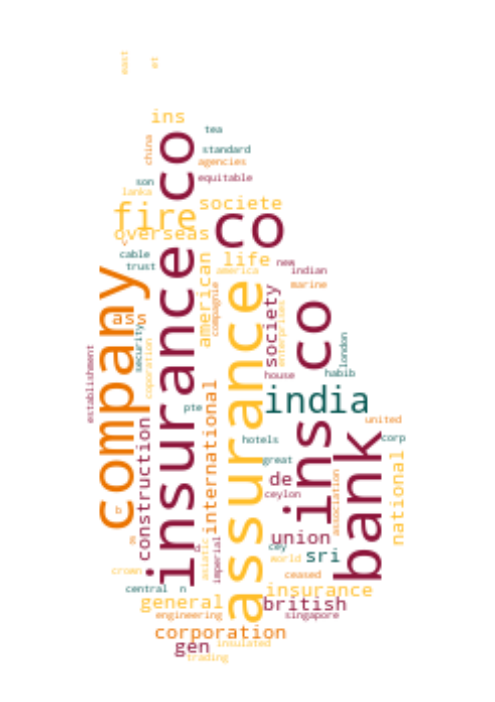 east
et
ins
tea
china
co
standard
agencies
son
equitable
lanka
societe
fire
co
overseas
v
cable
trust
life
new
america
indian
american
marine
company
insurance
assurance
compagnie
society
enterprises
co
ass
security
coporation
london
establishment
house
habib
pte
india
international
united
construction
hotels
ins
bank
corp
great
de
national
ceylon
association
b
m
union
d
cey
sri
asiatic
imperial
world
crown
ceased
central
n
insurance
general
british
engineering
singapore
corporation
gen
insulated
trading